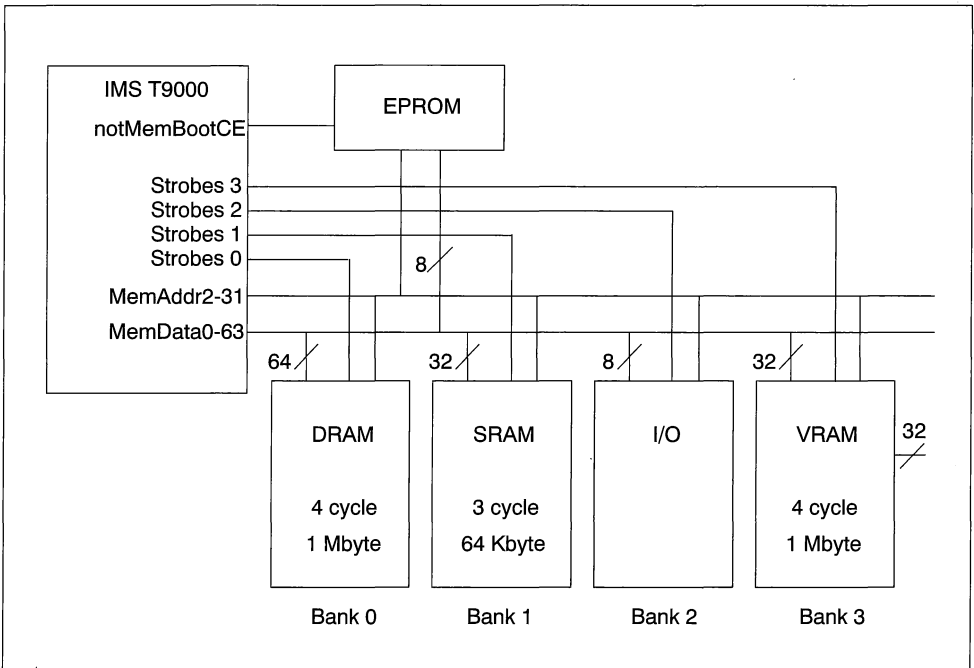 IMS T9000
notMemBootCE
EPROM
Strobes 3
Strobes 2
Strobes 1
Strobes 0
8
MemAddr2-31
MemData0-63
64
32
8
32
DRAM
4 cycle
1 Mbyte
SRAM
3 cycle
64 Kbyte
I/O
VRAM
4 cycle
1 Mbyte
32
Bank 0
Bank 1
Bank 2
Bank 3